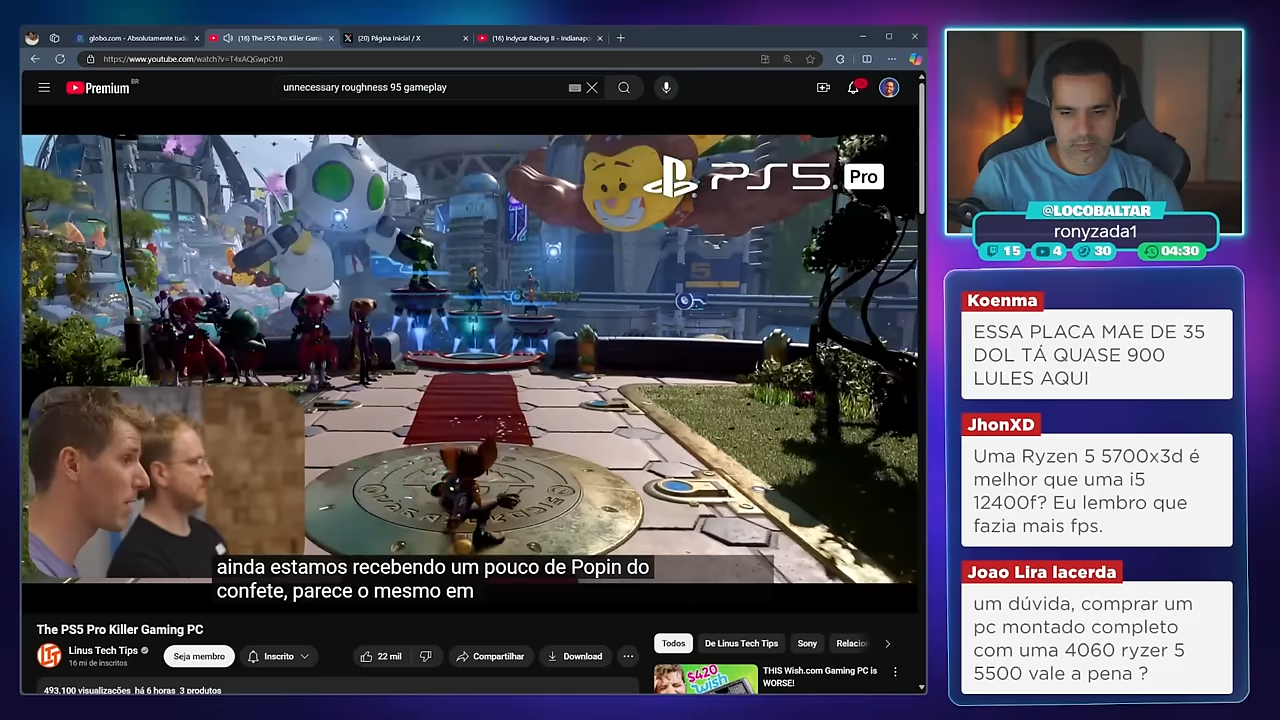 globo.com - Absolutamente tudo
(16) The PS5 Pro Killer Gami
(20) Página Inicial / X
(16) Indycar Racing II - Indianapo
https://www.youtube.com/watch?v=T4xAQGwpO10
Premium BR
unnecessary roughness 95 gameplay
PS5 Pro
5
ainda estamos recebendo um pouco de Popin do
confete, parece o mesmo em
The PS5 Pro Killer Gaming PC
Linus Tech Tips
16 mi de inscritos
Seja membro
Inscrito
22 mil
Compartilhar
Download
493.100 visualizações há 6 horas 3 produtos
Todos
De Linus Tech Tips
Sony
Relacio
$420
wish
THIS Wish.com Gaming PC is
WORSE!
@LOCOBALTAR
ronyzada1
15
4
30
04:30
Koenma
ESSA PLACA MAE DE 35
DOL TÁ QUASE 900
LULES AQUI
JhonXD
Uma Ryzen 5 5700x3d é
melhor que uma i5
12400f? Eu lembro que
fazia mais fps.
Joao Lira lacerda
um dúvida, comprar um
pc montado completo
com uma 4060 ryzer 5
5500 vale a pena ?